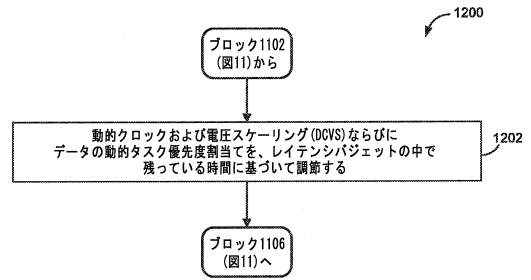 1200
ブロック1102
(図11)から
動的クロックおよび電圧スケーリング(DCVS)ならびに
データの動的タスク優先度割当てを、レイテンシバジェットの中で
残っている時間に基づいて調節する
1202
ブロック1106
(図11)へ